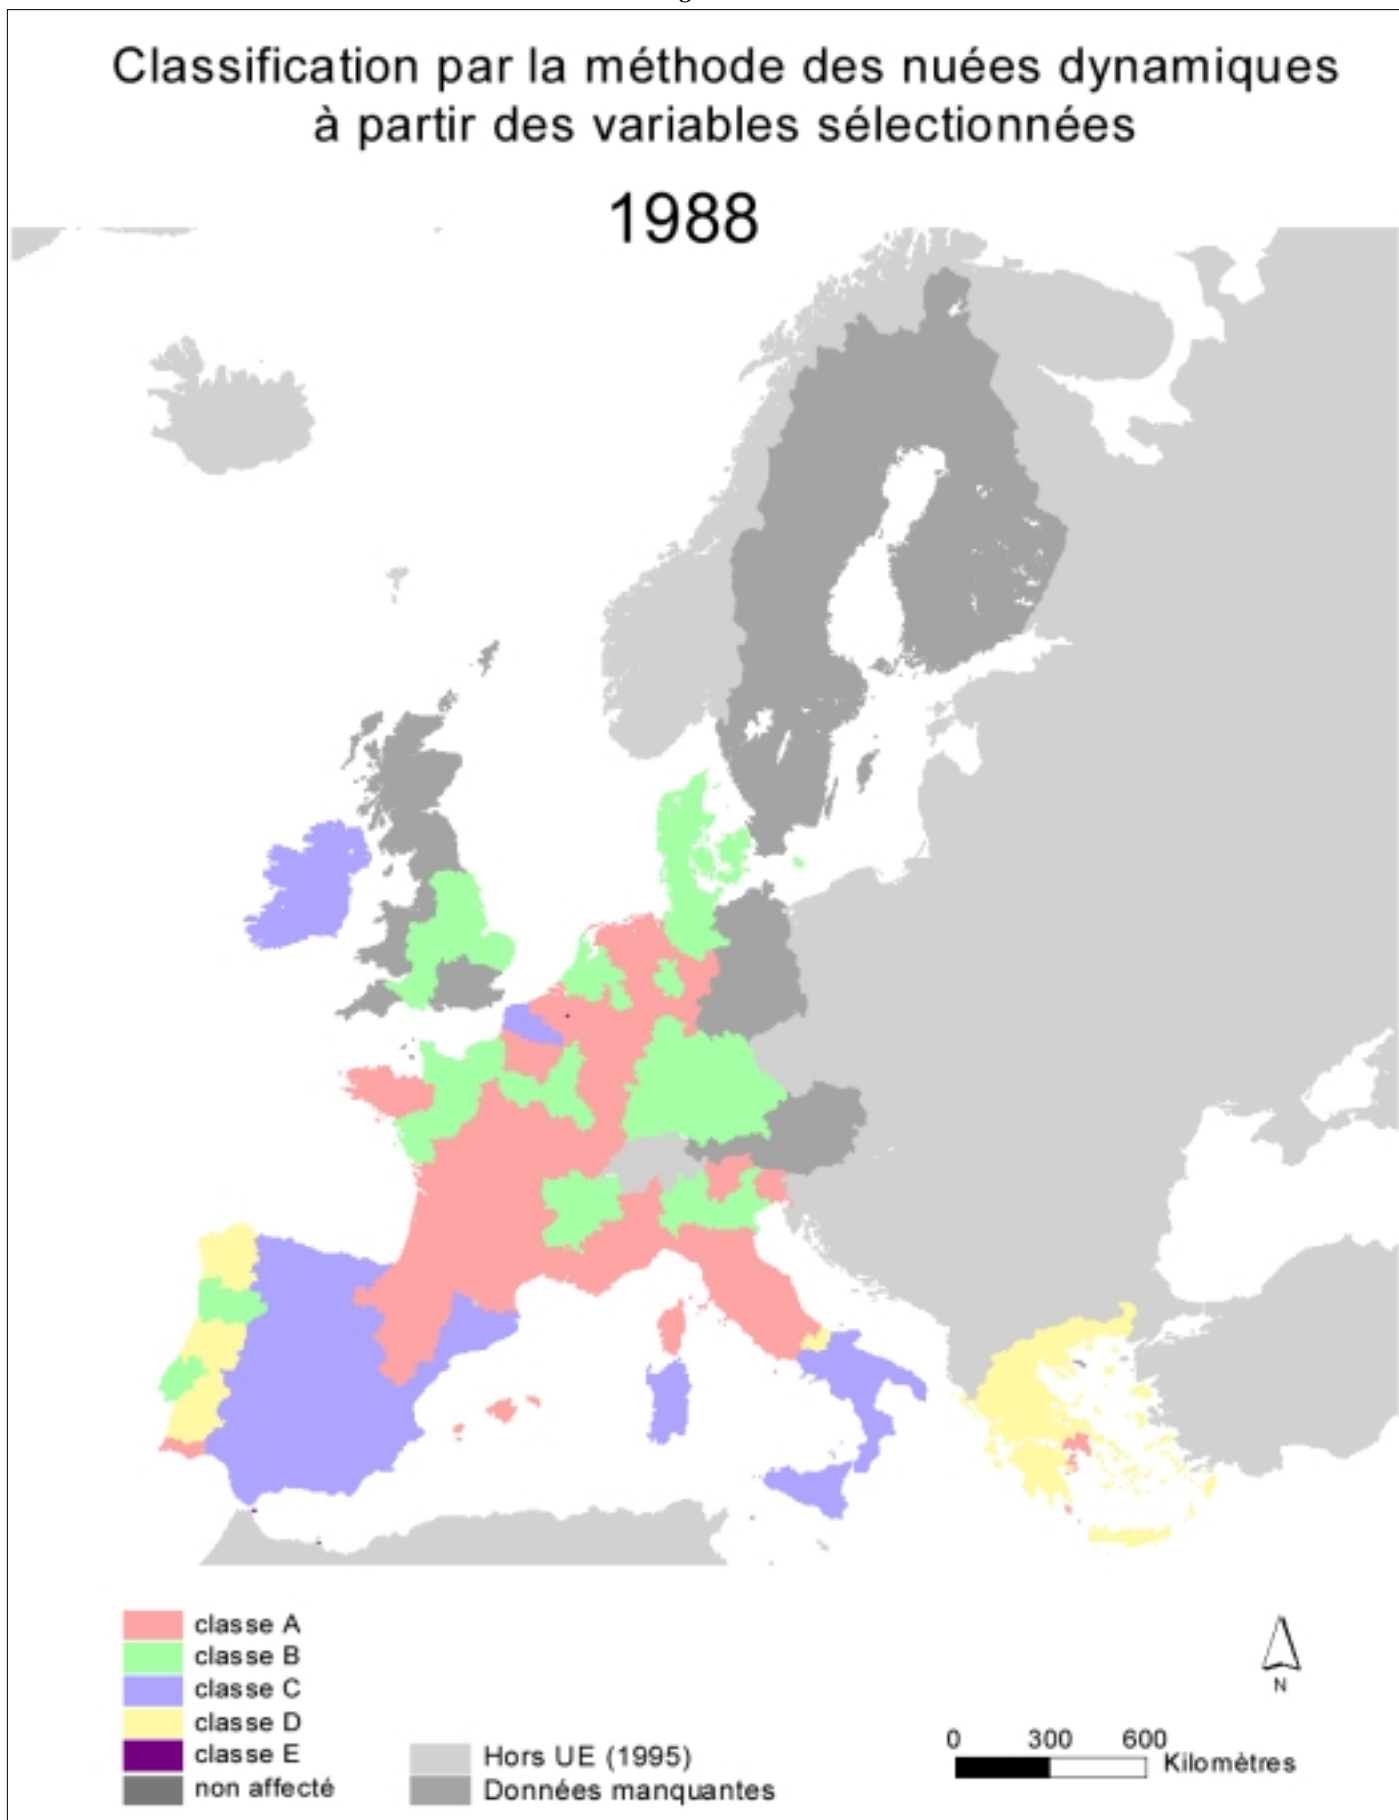 Classification par la méthode des nuées dynamiques
à partir des variables sélectionnées
1988
classe A
classe B
classe C
classe D
classe E
non affecté
Hors UE (1995)
Données manquantes
N
0 300 600
Kilomètres